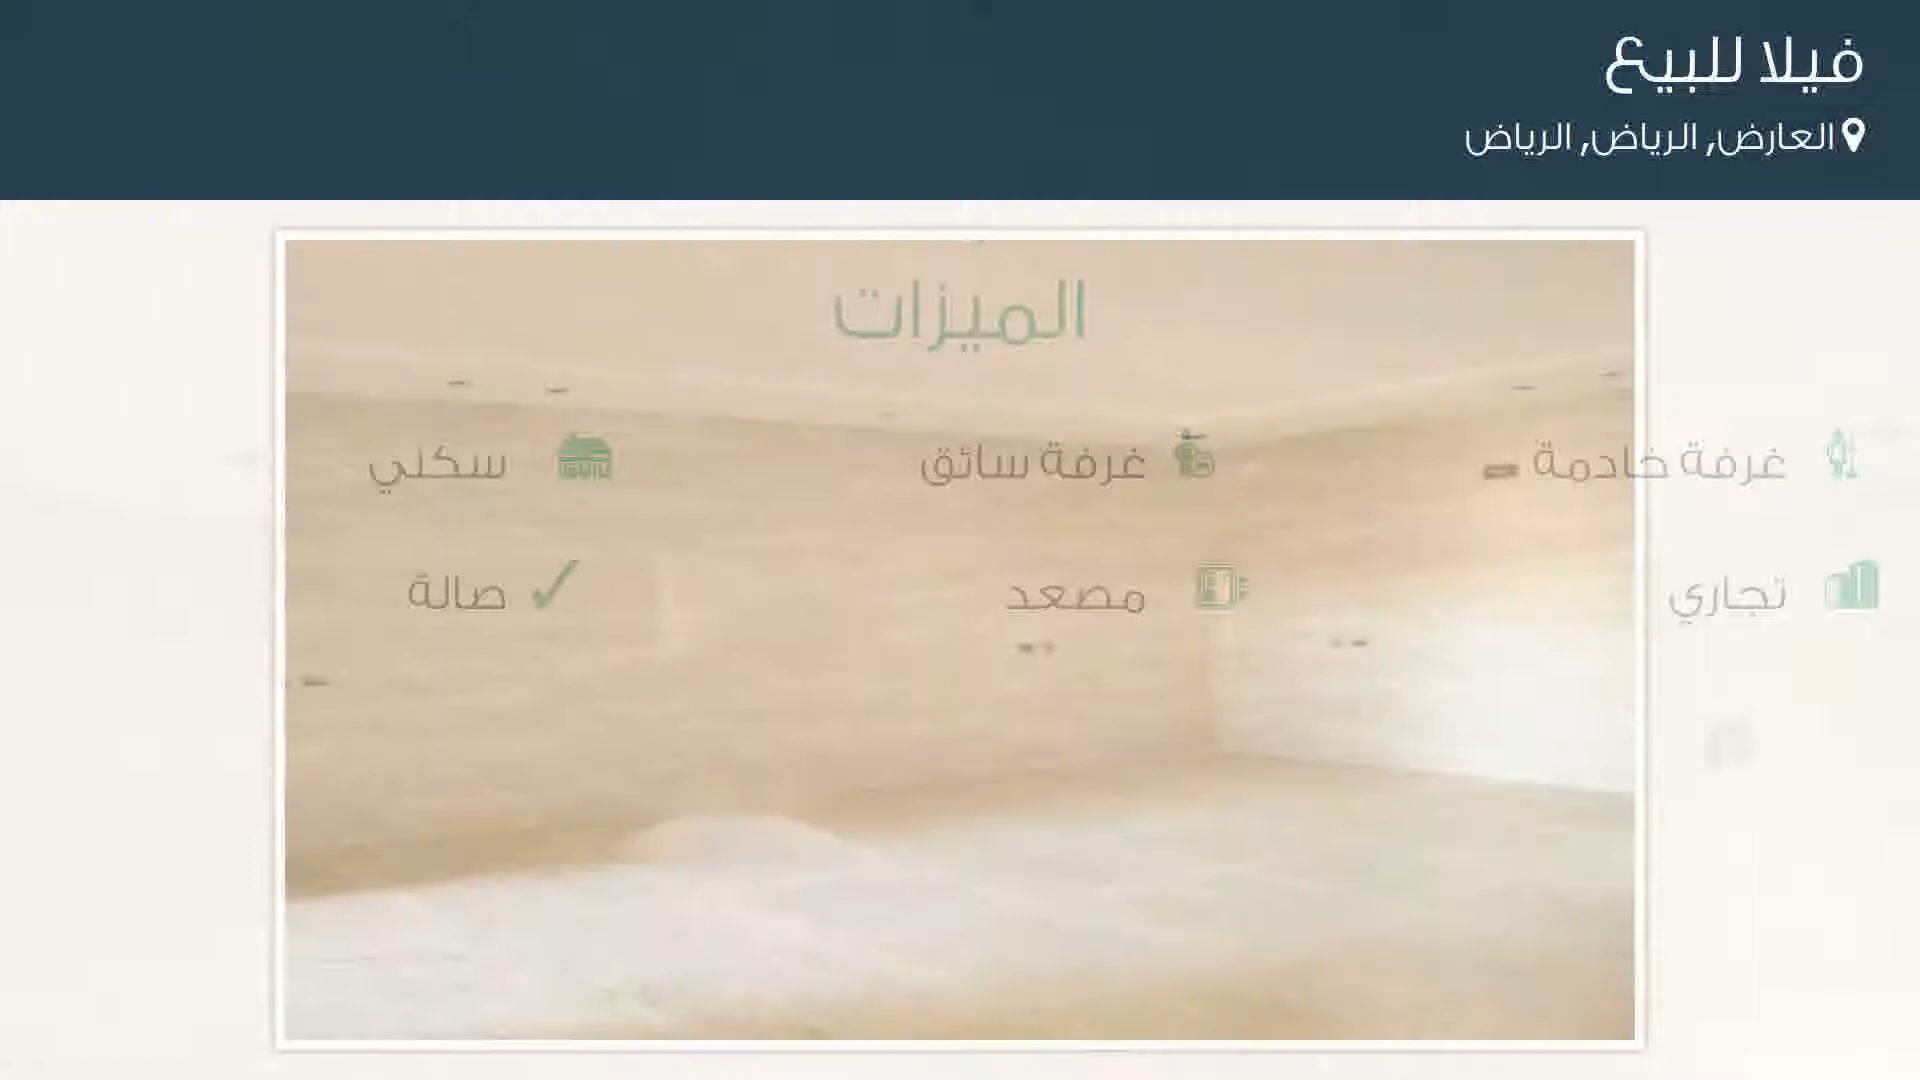 فيلا للبيع
العارض, الرياض, الرياض
الميزات
غرفة خادمة
غرفة سائق
سكني
تجاري
مصعد
صالة